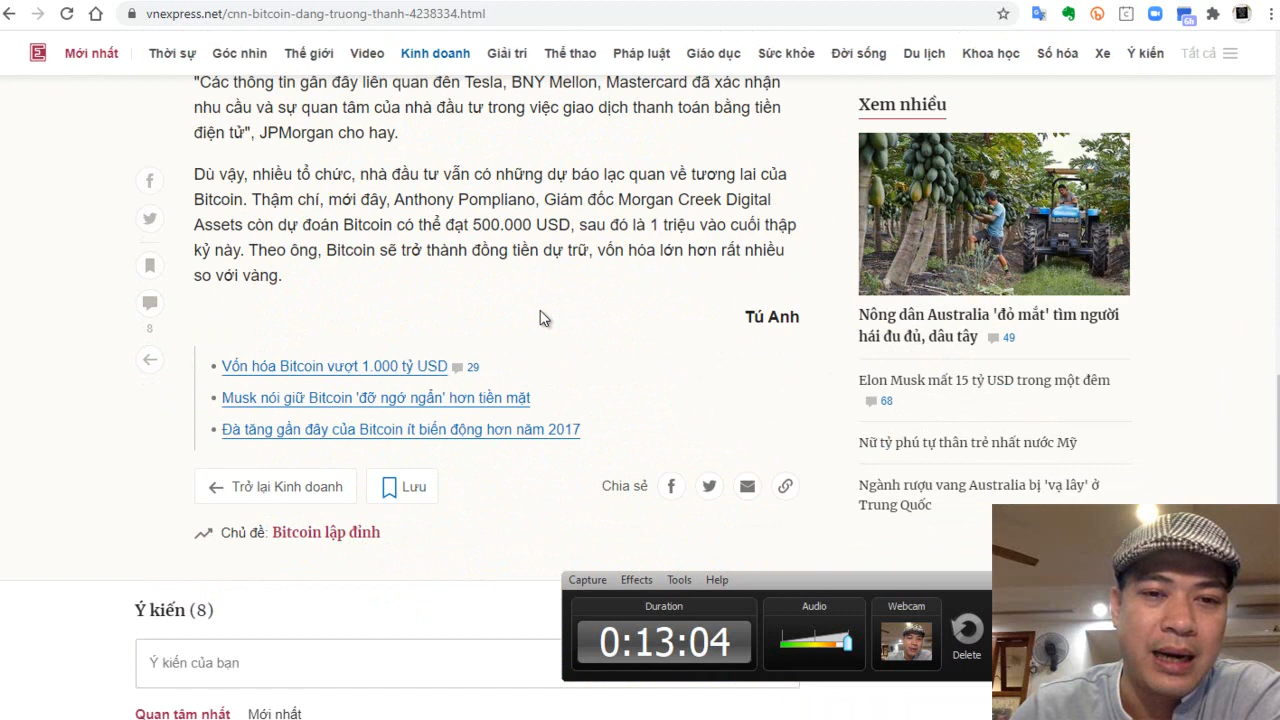 vnexpress.net/cnn-bitcoin-dang-truong-thanh-4238334.html
Mới nhất Thời sự Góc nhìn Thế giới Video Kinh doanh Giải trí Thể thao Pháp luật Giáo dục Sức khỏe Đời sống Du lịch Khoa học Số hóa Xe Ý kiến Tất cả
"Các thông tin gần đây liên quan đến Tesla, BNY Mellon, Mastercard đã xác nhận
nhu cầu và sự quan tâm của nhà đầu tư trong việc giao dịch thanh toán bằng tiền
điện tử", JPMorgan cho hay.
Dù vậy, nhiều tổ chức, nhà đầu tư vẫn có những dự báo lạc quan về tương lai của
Bitcoin. Thậm chí, mới đây, Anthony Pompliano, Giám đốc Morgan Creek Digital
Assets còn dự đoán Bitcoin có thể đạt 500.000 USD, sau đó là 1 triệu vào cuối thập
kỷ này. Theo ông, Bitcoin sẽ trở thành đồng tiền dự trữ, vốn hóa lớn hơn rất nhiều
so với vàng.
Tú Anh
8
• Vốn hóa Bitcoin vượt 1.000 tỷ USD 29
• Musk nói giữ Bitcoin 'đỡ ngớ ngẩn' hơn tiền mặt
• Đà tăng gần đây của Bitcoin ít biến động hơn năm 2017
Trở lại Kinh doanh Lưu Chia sẻ
Chủ đề: Bitcoin lập đỉnh
Ý kiến (8)
Ý kiến của bạn
Quan tâm nhất Mới nhất
Xem nhiều
Nông dân Australia 'đỏ mắt' tìm người
hái đu đủ, dâu tây 49
Elon Musk mất 15 tỷ USD trong một đêm
68
Nữ tỷ phú tự thân trẻ nhất nước Mỹ
Ngành rượu vang Australia bị 'vạ lây' ở
Trung Quốc
Capture Effects Tools Help
Duration Audio Webcam
0:13:04
Delete